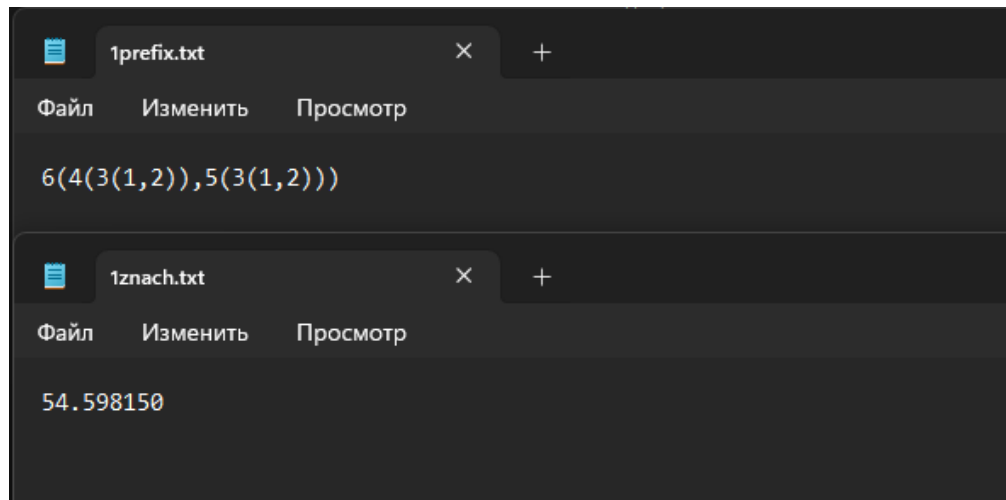 1prefix.txt
Файл Изменить Просмотр
6(4(3(1,2)),5(3(1,2)))
1znach.txt
Файл Изменить Просмотр
54.598150